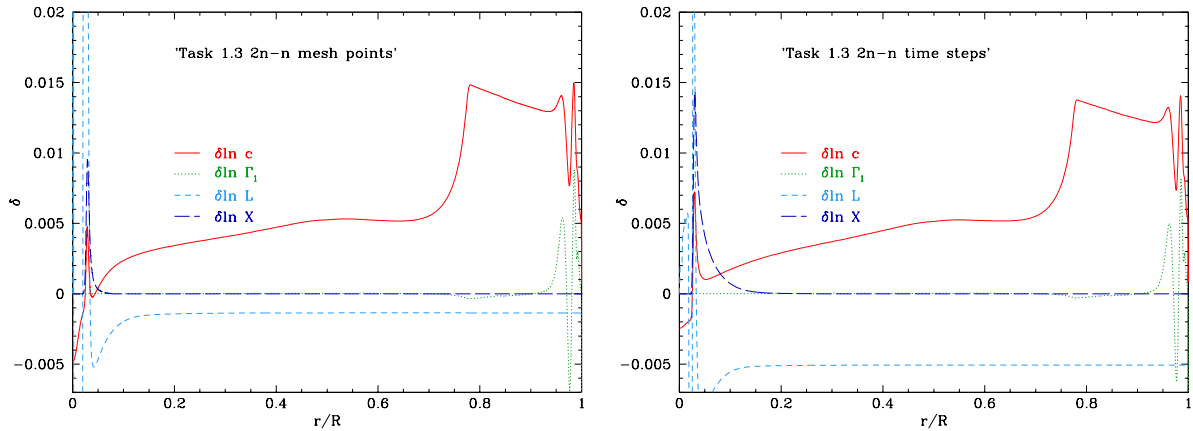 0.02
0.015
0.01
0.005
0
−0.005
δ
'Task 1.3 2n−n mesh points'
δln c
δln Γ₁
δln L
δln X
0
0.2
0.4
0.6
0.8
1
r/R
0.02
0.015
0.01
0.005
0
−0.005
δ
'Task 1.3 2n−n time steps'
δln c
δln Γ₁
δln L
δln X
0
0.2
0.4
0.6
0.8
1
r/R